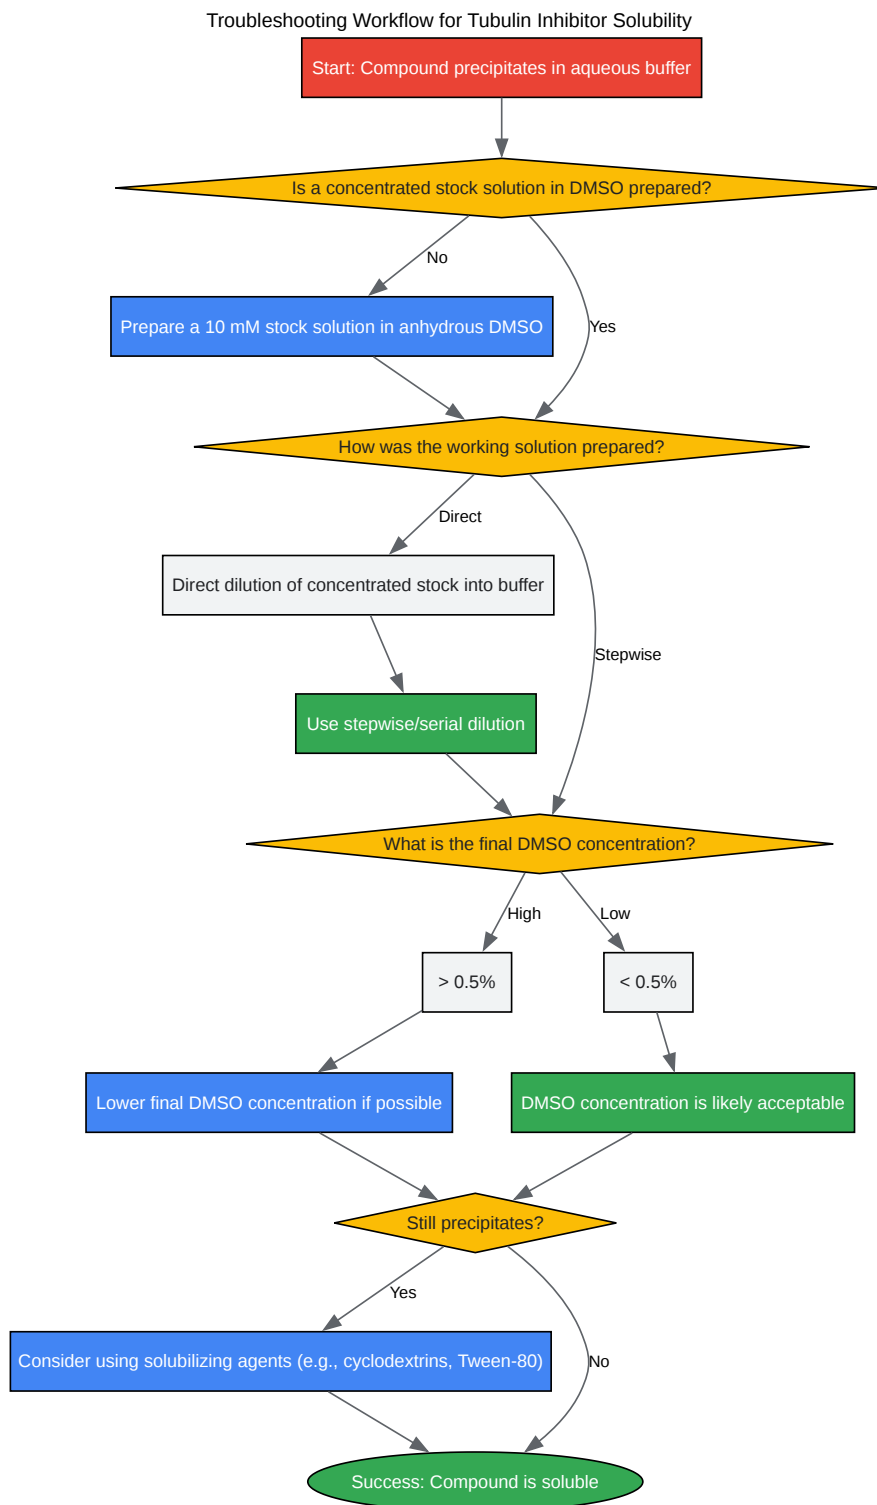 Troubleshooting Workflow for Tubulin Inhibitor Solubility
Start: Compound precipitates in aqueous buffer
Is a concentrated stock solution in DMSO prepared?
No
Prepare a 10 mM stock solution in anhydrous DMSO
Yes
How was the working solution prepared?
Direct
Direct dilution of concentrated stock into buffer
Stepwise
Use stepwise/serial dilution
What is the final DMSO concentration?
High
Low
> 0.5%
< 0.5%
Lower final DMSO concentration if possible
DMSO concentration is likely acceptable
Still precipitates?
Yes
Consider using solubilizing agents (e.g., cyclodextrins, Tween-80)
No
Success: Compound is soluble